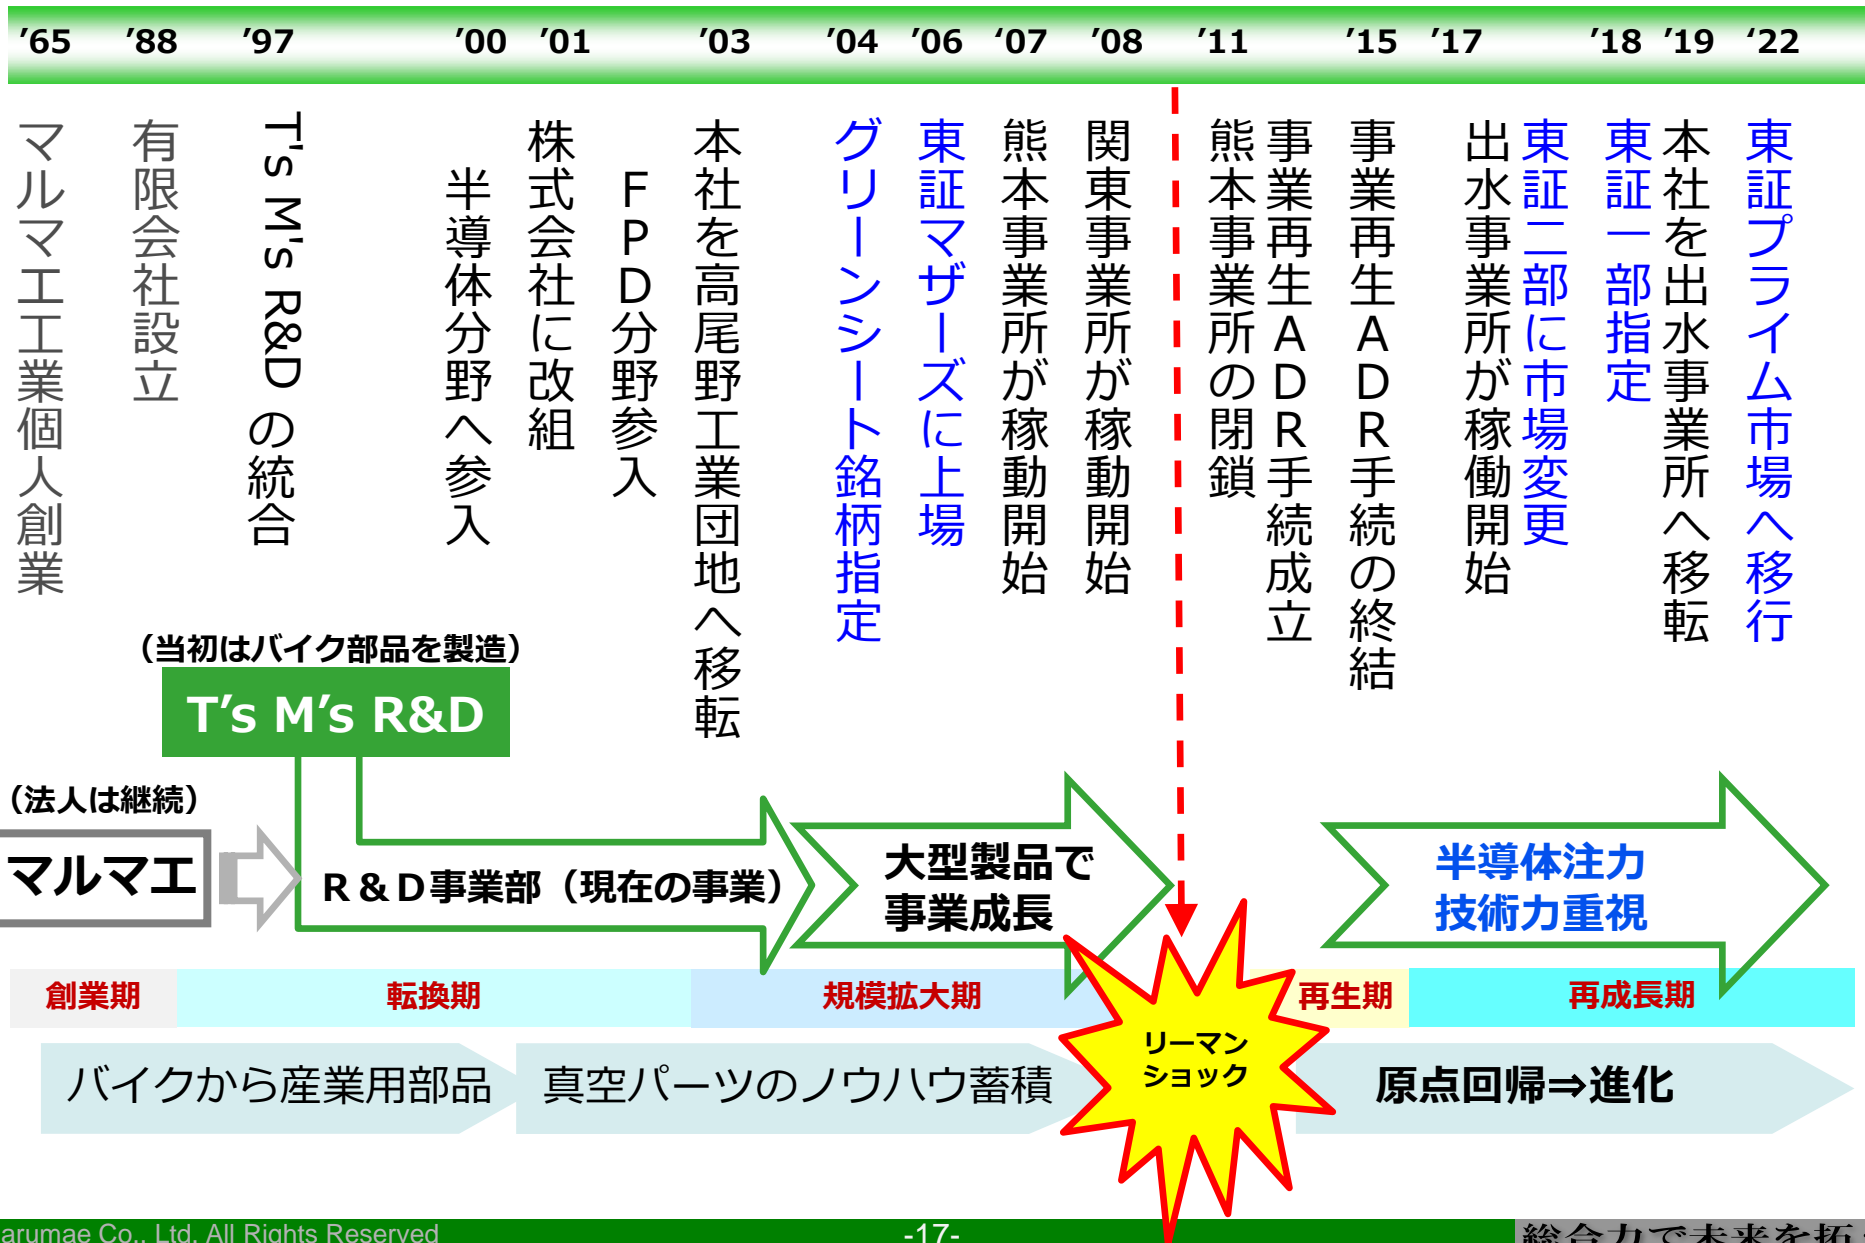 ’65 ’88 ’97 ’00 ’01 ’03 ’04 ’06 ‘07 ’08 ’11 ’15 ’17 ’18 ’19 ‘22
マルマエ工業個人創業
有限会社設立
T's M's R&D の統合
半導体分野へ参入
株式会社に改組
ＦＰＤ分野参入
本社を高尾野工業団地へ移転
グリーンシート銘柄指定
東証マザーズに上場
熊本事業所が稼動開始
関東事業所が稼動開始
熊本事業所の閉鎖
事業再生ＡＤＲ手続成立
事業再生ＡＤＲ手続の終結
出水事業所が稼働開始
東証二部に市場変更
東証一部指定
本社を出水事業所へ移転
東証プライム市場へ移行
（当初はバイク部品を製造）
T’s M’s R&D
（法人は継続）
マルマエ
Ｒ＆Ｄ事業部（現在の事業）
大型製品で
事業成長
半導体注力
技術力重視
創業期
転換期
規模拡大期
再生期
再成長期
リーマン
ショック
バイクから産業用部品
真空パーツのノウハウ蓄積
原点回帰⇒進化
arumae Co., Ltd. All Rights Reserved
-17-
総合力で未来を拓